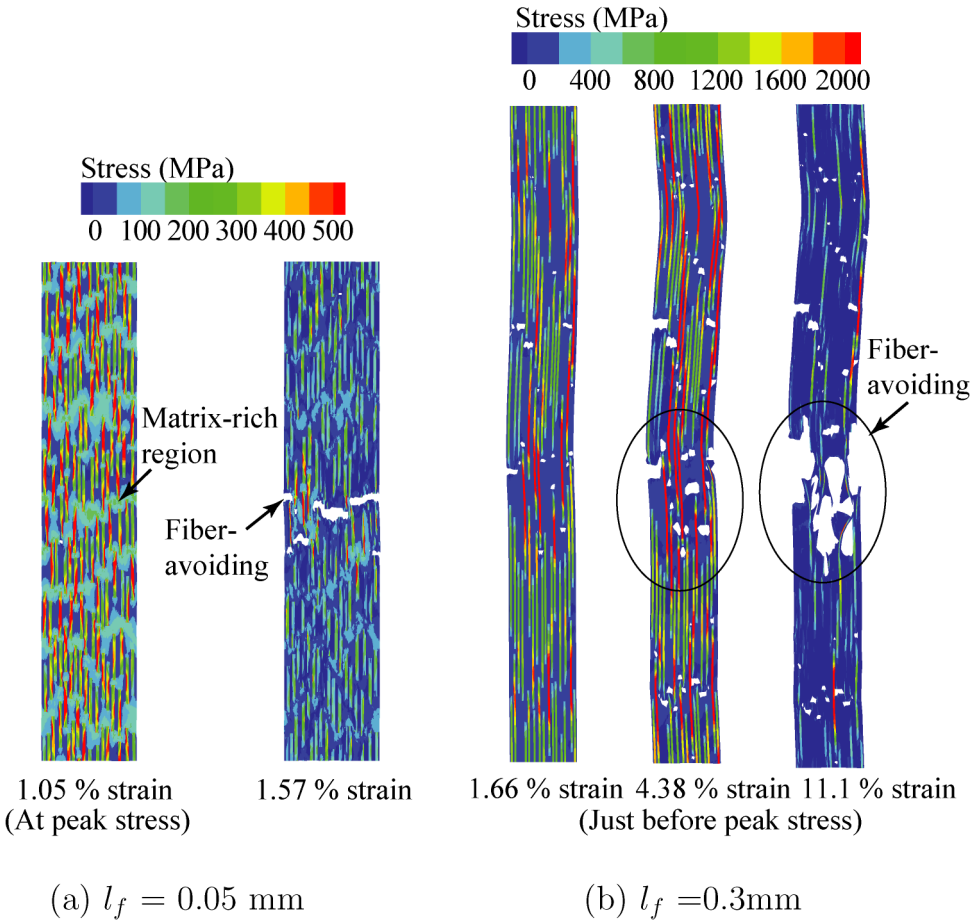 Stress (MPa)
0 400 800 1200 1600 2000
Stress (MPa)
0 100 200 300 400 500
Matrix-rich
region
Fiber-
avoiding
Fiber-
avoiding
1.05 % strain
(At peak stress)
1.57 % strain
1.66 % strain
4.38 % strain
(Just before peak stress)
11.1 % strain
(a) l_f = 0.05 mm
(b) l_f =0.3mm